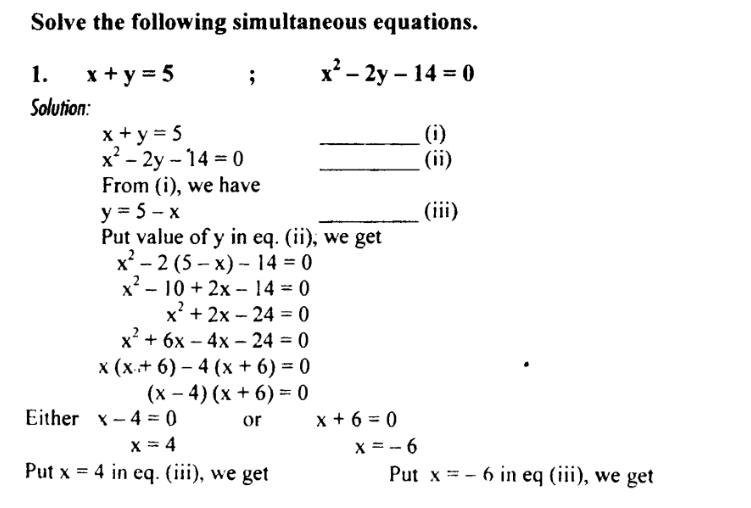 Solve the following simultaneous equations.
1. x + y = 5 ; x² – 2y – 14 = 0
Solution:
x + y = 5 ________ (i)
x² – 2y – 14 = 0 ________ (ii)
From (i), we have
y = 5 – x ________ (iii)
Put value of y in eq. (ii), we get
x² – 2 (5 – x) – 14 = 0
x² – 10 + 2x – 14 = 0
x² + 2x – 24 = 0
x² + 6x – 4x – 24 = 0
x (x + 6) – 4 (x + 6) = 0
(x – 4) (x + 6) = 0
Either x – 4 = 0 or x + 6 = 0
x = 4 x = – 6
Put x = 4 in eq. (iii), we get Put x = – 6 in eq (iii), we get